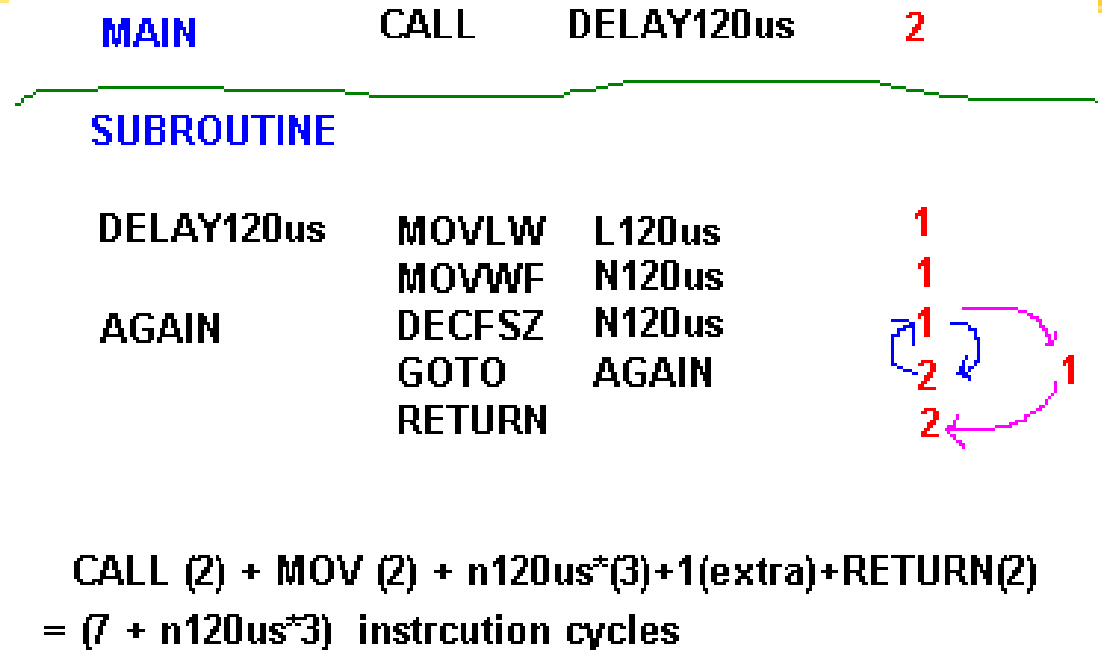 MAIN CALL DELAY120us 2
SUBROUTINE
DELAY120us MOVLW L120us 1
MOVWF N120us 1
AGAIN DECFSZ N120us 1
GOTO AGAIN 2 1
RETURN 2
CALL (2) + MOV (2) + n120us*(3)+1(extra)+RETURN(2)
= (7 + n120us*3) instrcution cycles